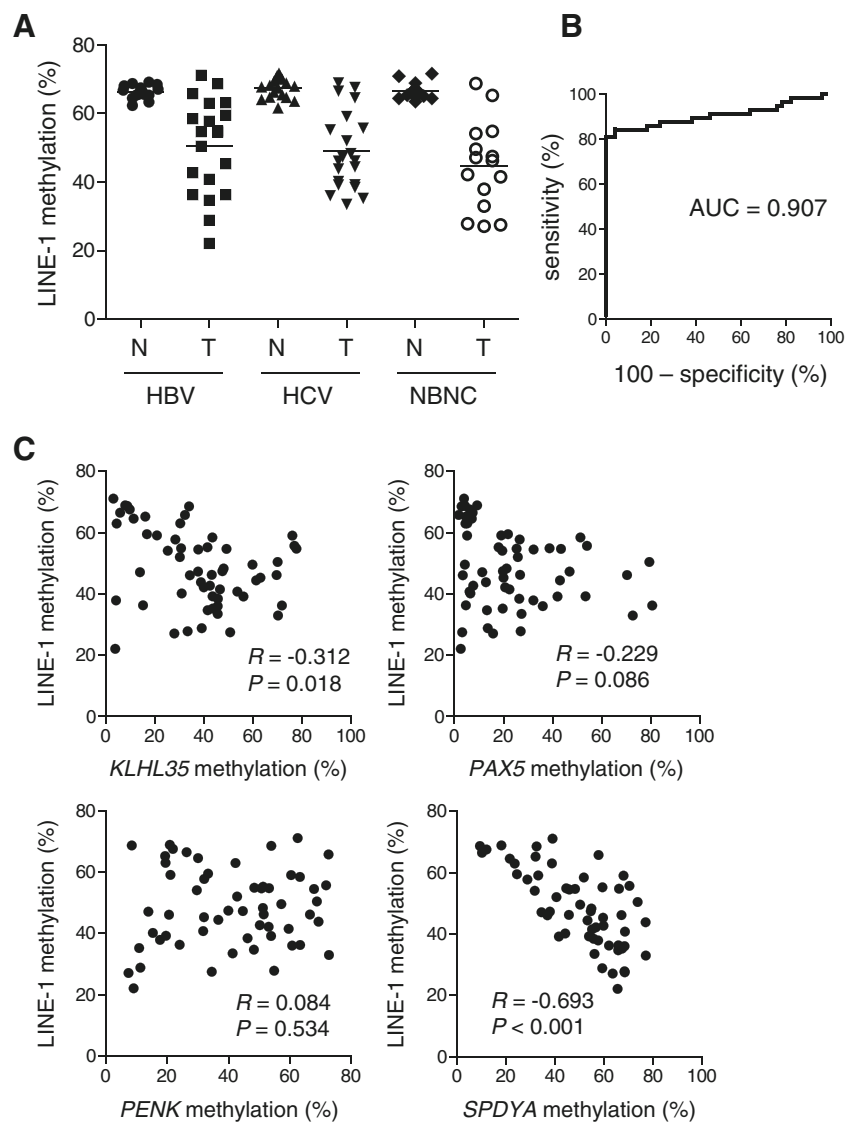 A
LINE-1 methylation (%)
80
60
40
20
0
N T N T N T
HBV HCV NBNC
B
sensitivity (%)
100
80
60
40
20
0
AUC = 0.907
0 20 40 60 80 100
100 – specificity (%)
C
LINE-1 methylation (%)
80
60
40
20
0
R = -0.312
P = 0.018
0 20 40 60 80 100
KLHL35 methylation (%)
LINE-1 methylation (%)
80
60
40
20
0
R = -0.229
P = 0.086
0 20 40 60 80 100
PAX5 methylation (%)
LINE-1 methylation (%)
80
60
40
20
0
R = 0.084
P = 0.534
0 20 40 60 80
PENK methylation (%)
LINE-1 methylation (%)
80
60
40
20
0
R = -0.693
P < 0.001
0 20 40 60 80 100
SPDYA methylation (%)